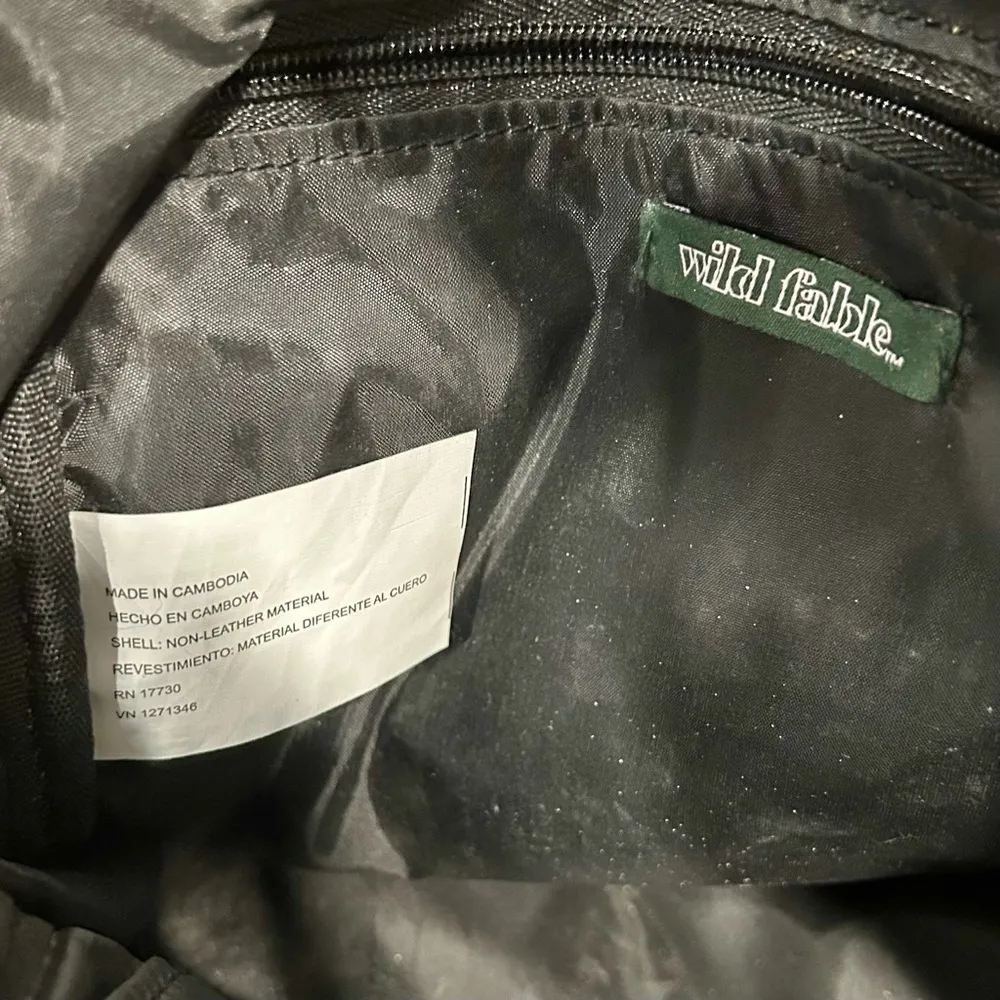 wild fable™
MADE IN CAMBODIA
HECHO EN CAMBOYA
SHELL: NON-LEATHER MATERIAL
REVESTIMIENTO: MATERIAL DIFERENTE AL CUERO
RN 17730
VN 1271346